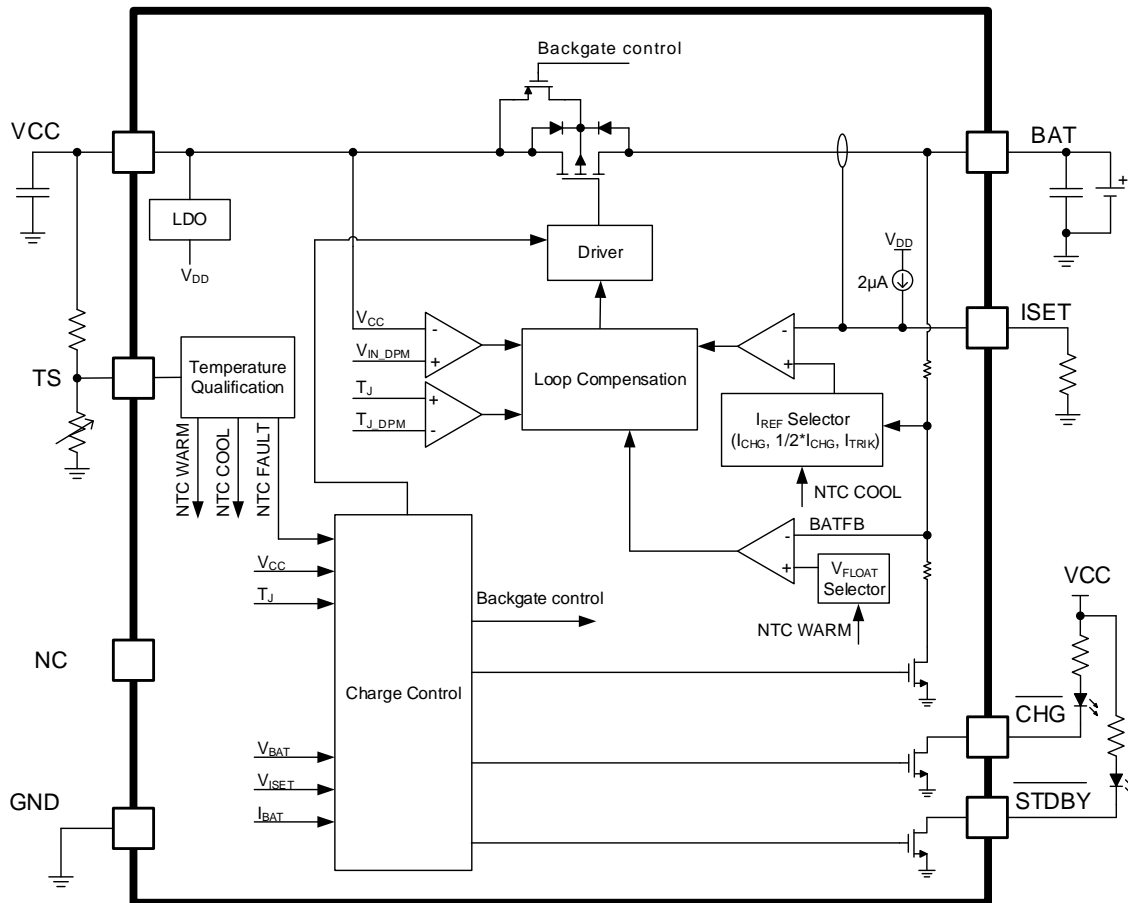 Backgate control
VCC
BAT
LDO
V_DD
Driver
V_DD
2µA
ISET
V_CC
V_IN_DPM
T_J
T_J_DPM
-
+
+
-
Loop Compensation
-
+
TS
Temperature
Qualification
NTC WARM
NTC COOL
NTC FAULT
I_REF Selector
(I_CHG, 1/2*I_CHG, I_TRIK)
NTC COOL
BATFB
-
+
V_FLOAT
Selector
NTC WARM
V_CC
T_J
Backgate control
VCC
NC
Charge Control
CHG
V_BAT
V_ISET
I_BAT
GND
STDBY
+